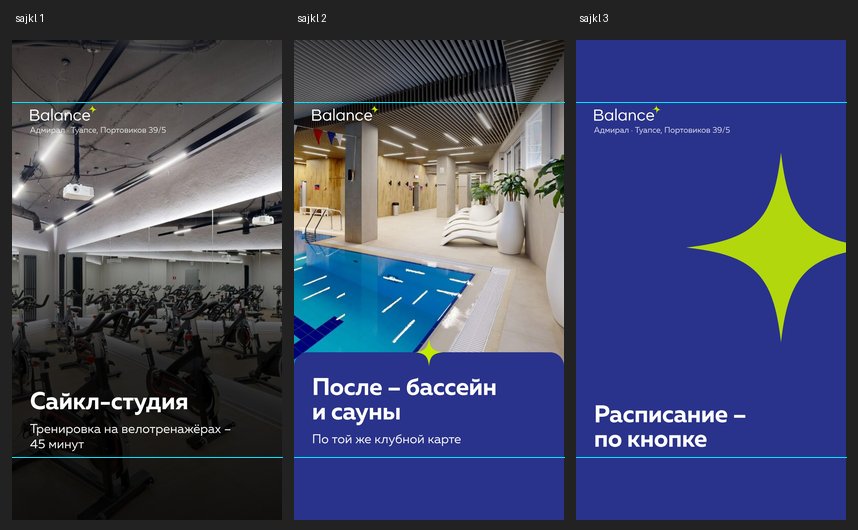 sajkl 1
Balance
Адмирал · Туапсе, Портовиков 39/5
Сайкл-студия
Тренировка на велотренажёрах –
45 минут
sajkl 2
Balance
После – бассейн
и сауны
По той же клубной карте
sajkl 3
Balance
Адмирал · Туапсе, Портовиков 39/5
Расписание –
по кнопке